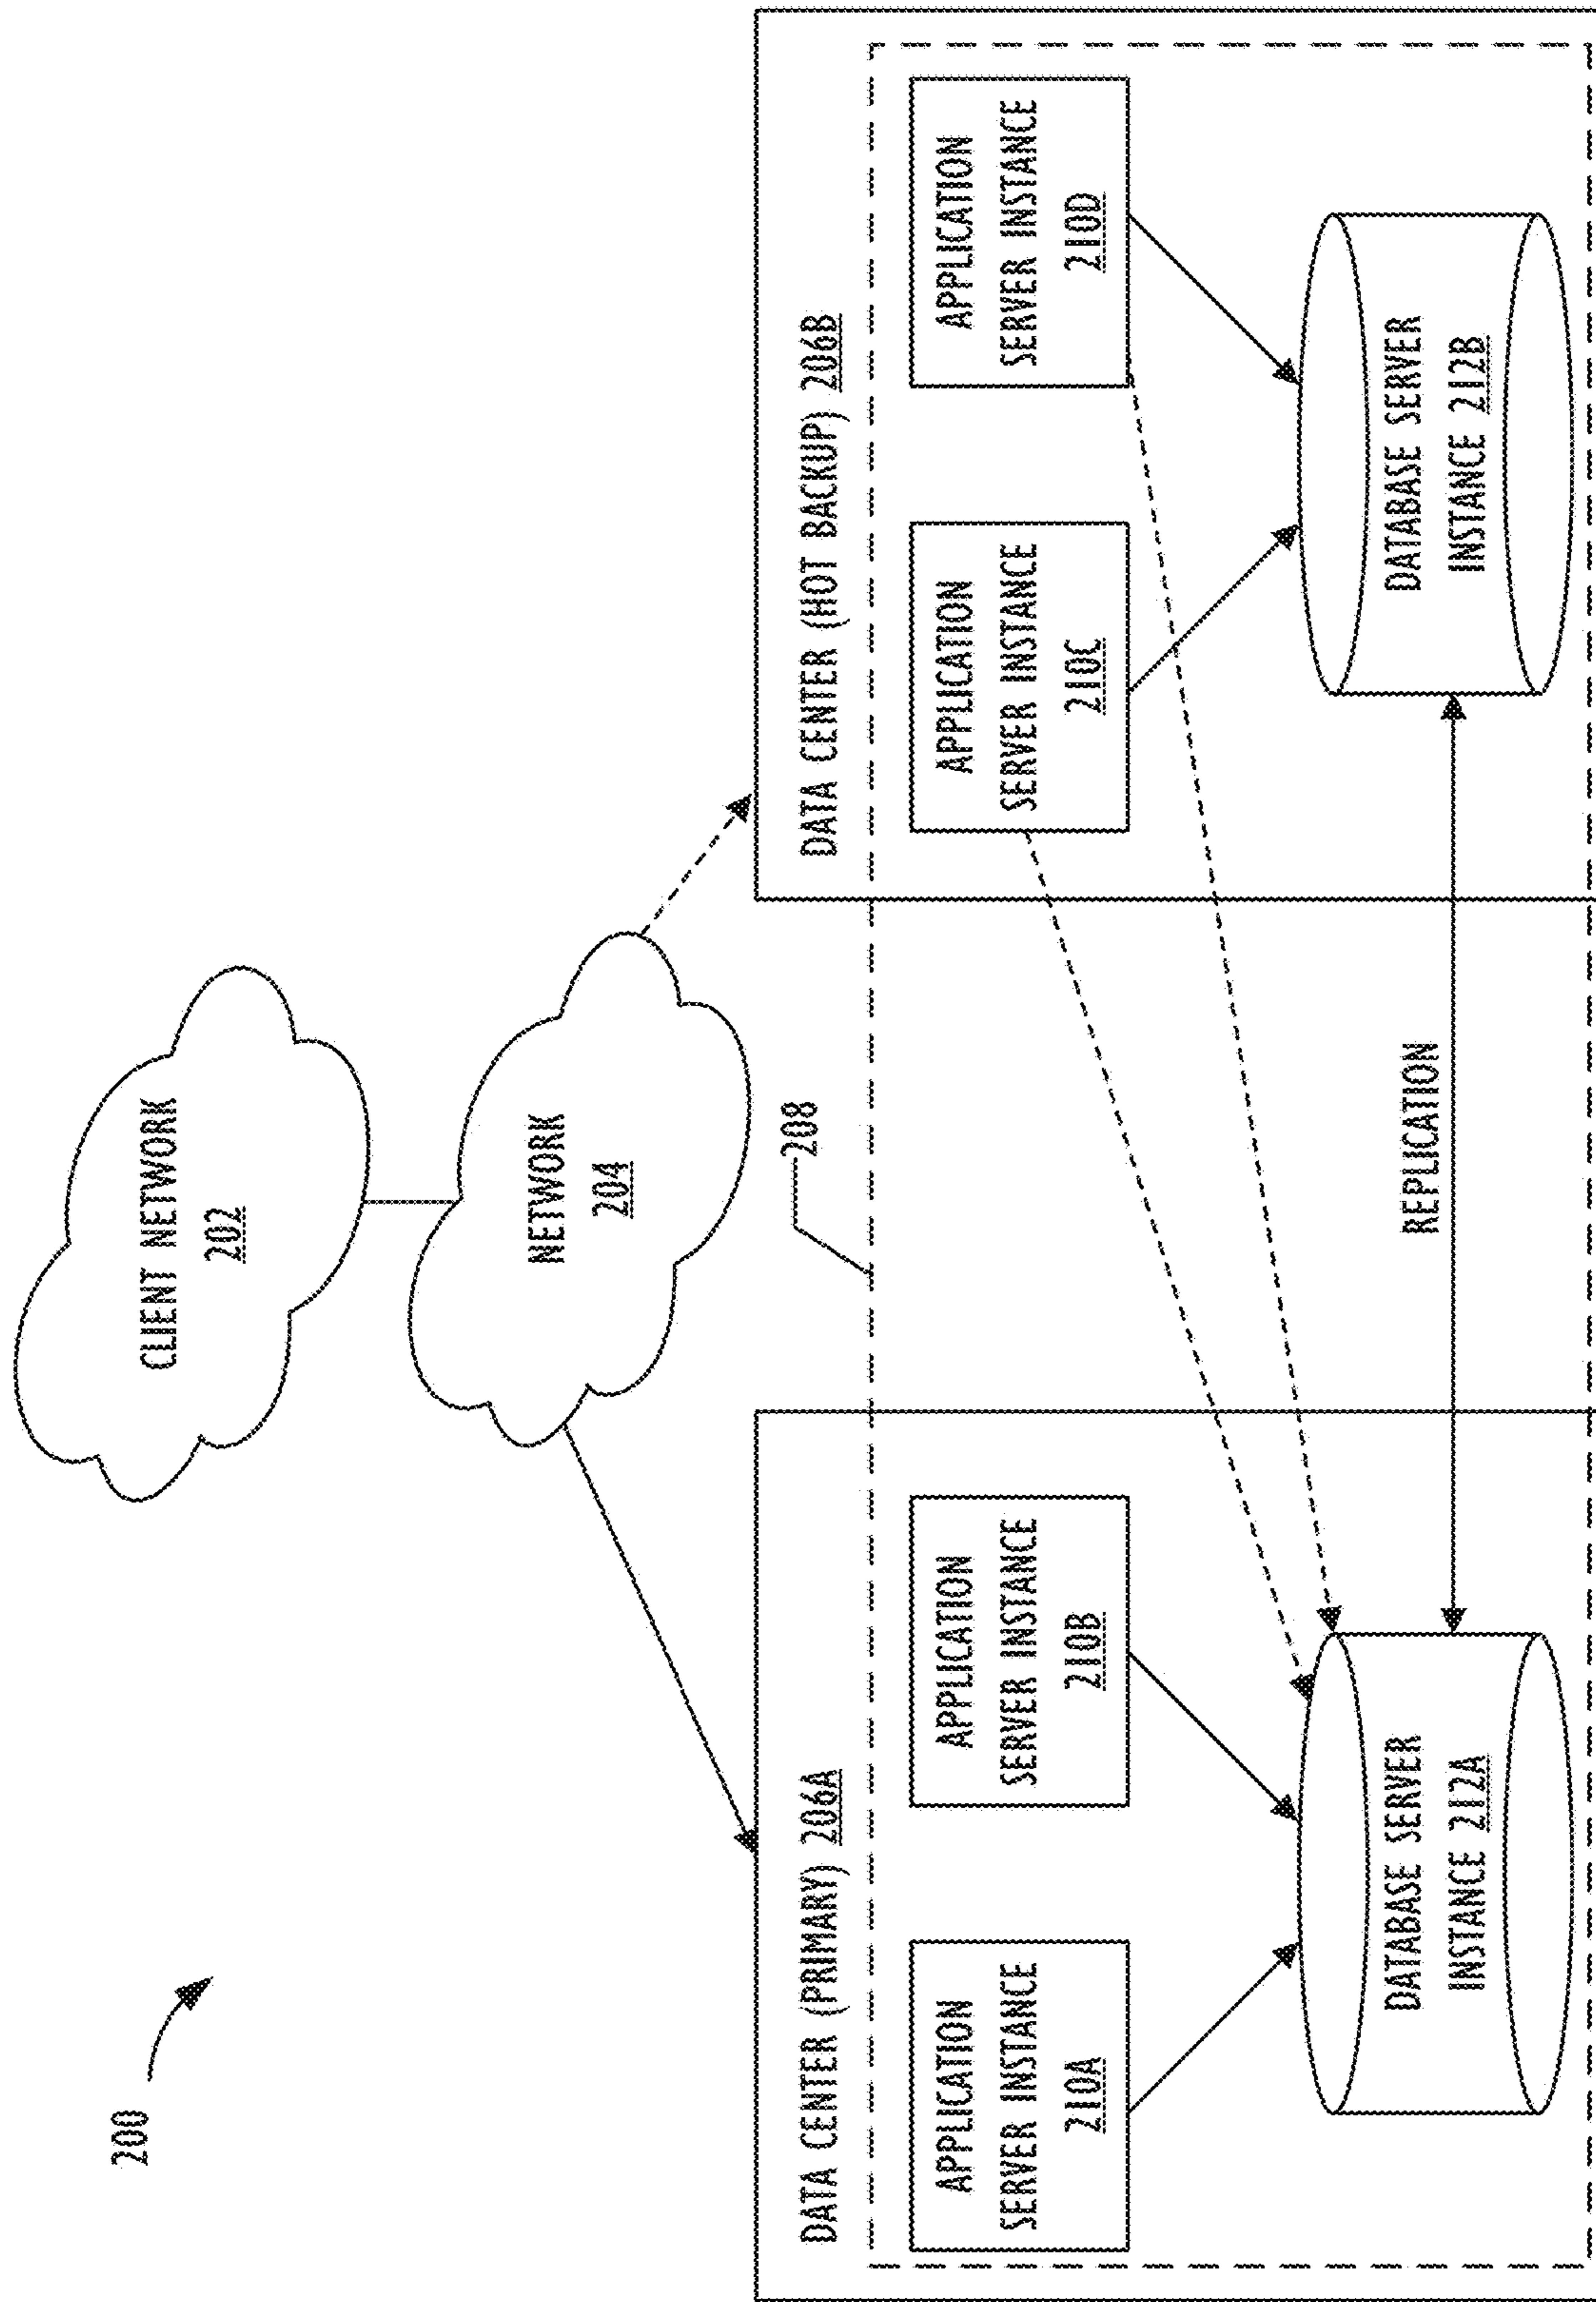 200
CLIENT NETWORK
202
NETWORK
204
208
DATA CENTER (PRIMARY) 206A
APPLICATION
SERVER INSTANCE
210A
APPLICATION
SERVER INSTANCE
210B
DATABASE SERVER
INSTANCE 212A
REPLICATION
DATA CENTER (HOT BACKUP) 206B
APPLICATION
SERVER INSTANCE
210C
APPLICATION
SERVER INSTANCE
210D
DATABASE SERVER
INSTANCE 212B